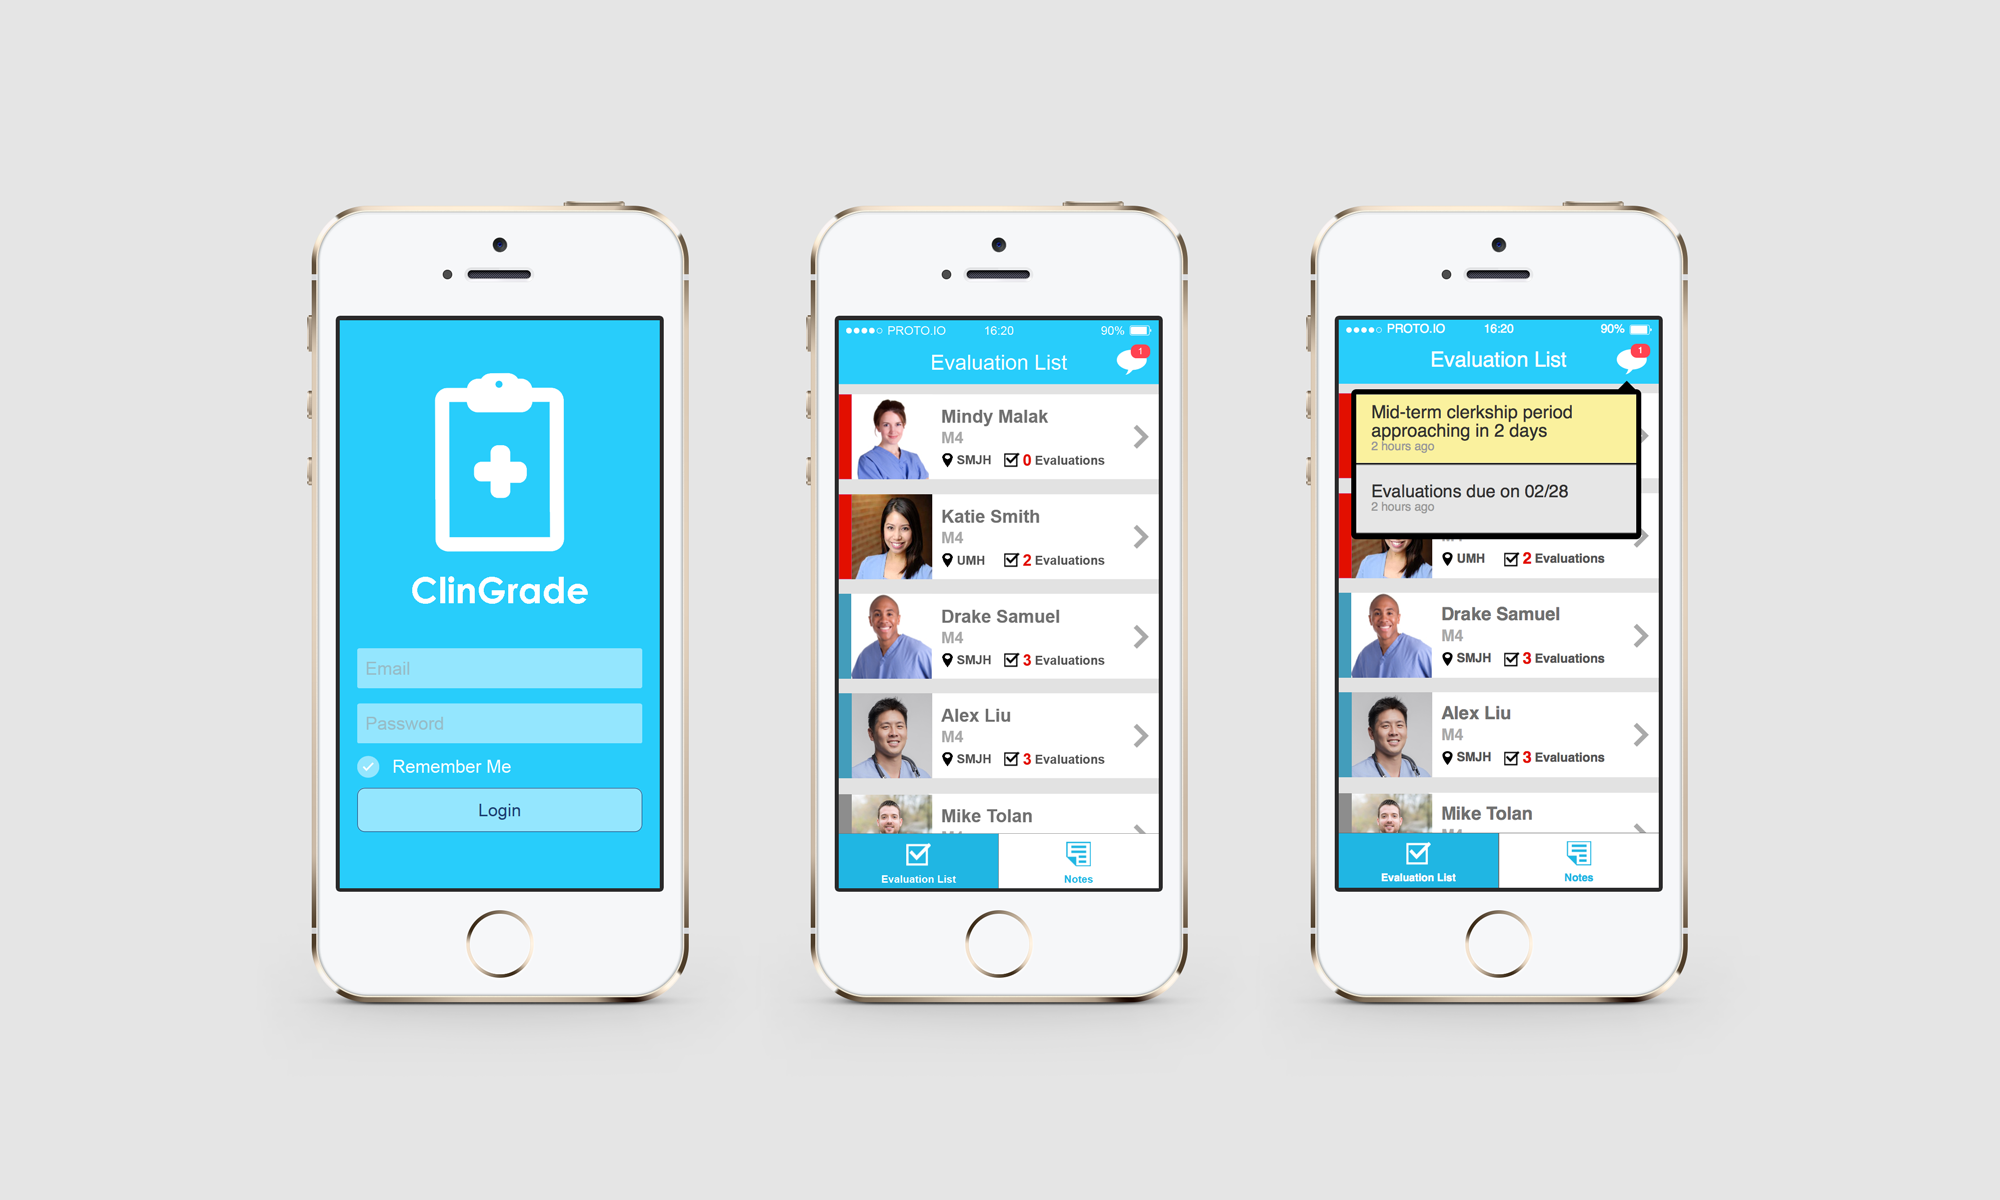 ClinGrade
Email
Password
Remember Me
Login
PROTO.IO 16:20 90%
Evaluation List 1
Mindy Malak
M4
SMJH 0 Evaluations
Katie Smith
M4
UMH 2 Evaluations
Drake Samuel
M4
SMJH 3 Evaluations
Alex Liu
M4
SMJH 3 Evaluations
Mike Tolan
M4
Evaluation List Notes
PROTO.IO 16:20 90%
Evaluation List 1
Mid-term clerkship period
approaching in 2 days
2 hours ago
Evaluations due on 02/28
2 hours ago
M4
UMH 2 Evaluations
Drake Samuel
M4
SMJH 3 Evaluations
Alex Liu
M4
SMJH 3 Evaluations
Mike Tolan
M4
Evaluation List Notes